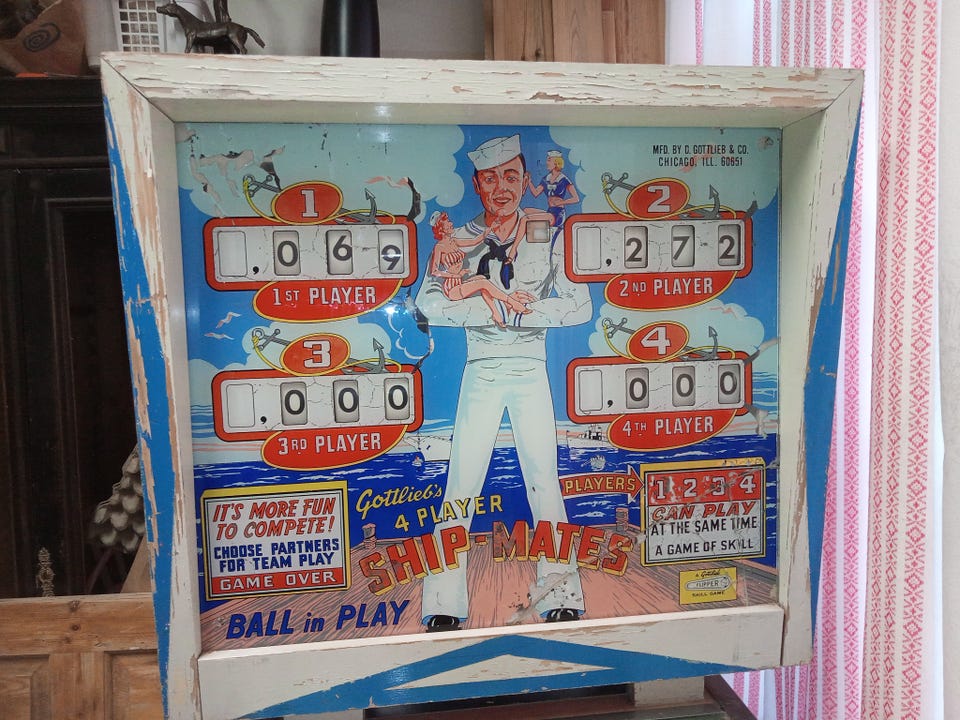 MFD. BY D. GOTTLIEB & CO.
CHICAGO, ILL. 60651
1
,069
1ST PLAYER
2
,272
2ND PLAYER
3
,000
3RD PLAYER
4
,000
4TH PLAYER
IT'S MORE FUN
TO COMPETE!
CHOOSE PARTNERS
FOR TEAM PLAY
GAME OVER
Gottlieb's
4 PLAYER
SHIP-MATES
BALL in PLAY
PLAYERS
1 2 3 4
CAN PLAY
AT THE SAME TIME
A GAME OF SKILL
a Gottlieb
FLIPPER
SKILL GAME